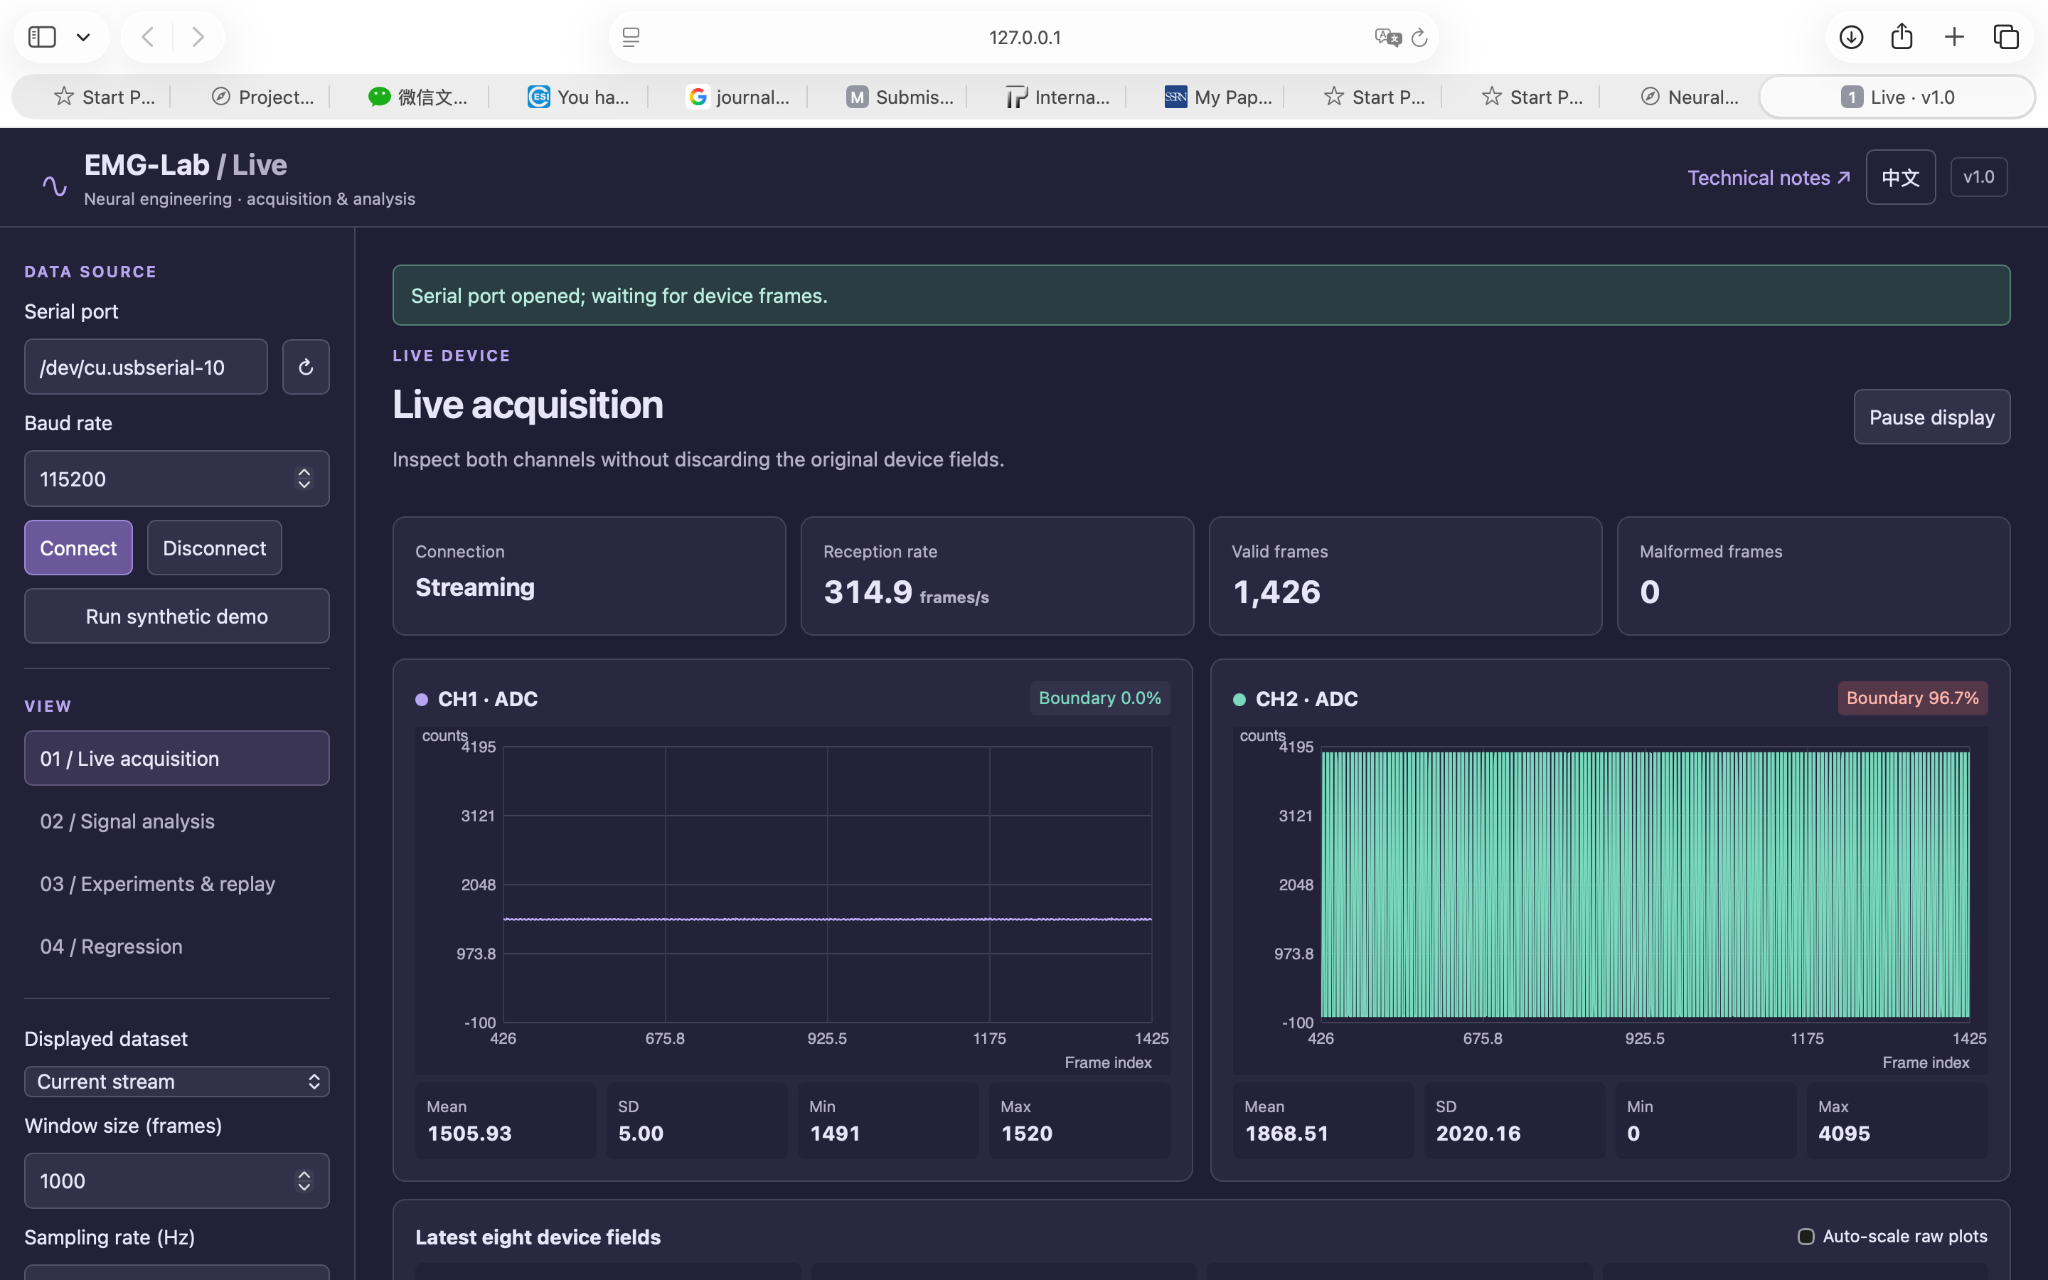 127.0.0.1
Start P...
Project...
微信文...
ESI You ha...
G journal...
M Submis...
Interna...
SSRN My Pap...
Start P...
Start P...
Neural...
1 Live · v1.0
EMG-Lab / Live
Neural engineering · acquisition & analysis
Technical notes ↗
中文
v1.0
DATA SOURCE
Serial port
/dev/cu.usbserial-10
Baud rate
115200
Connect
Disconnect
Run synthetic demo
VIEW
01 / Live acquisition
02 / Signal analysis
03 / Experiments & replay
04 / Regression
Displayed dataset
Current stream
Window size (frames)
1000
Sampling rate (Hz)
Serial port opened; waiting for device frames.
LIVE DEVICE
Live acquisition
Pause display
Inspect both channels without discarding the original device fields.
Connection
Streaming
Reception rate
314.9 frames/s
Valid frames
1,426
Malformed frames
0
CH1 · ADC
Boundary 0.0%
counts
4195
3121
2048
973.8
-100
426
675.8
925.5
1175
1425
Frame index
Mean
1505.93
SD
5.00
Min
1491
Max
1520
CH2 · ADC
Boundary 96.7%
counts
4195
3121
2048
973.8
-100
426
675.8
925.5
1175
1425
Frame index
Mean
1868.51
SD
2020.16
Min
0
Max
4095
Latest eight device fields
Auto-scale raw plots